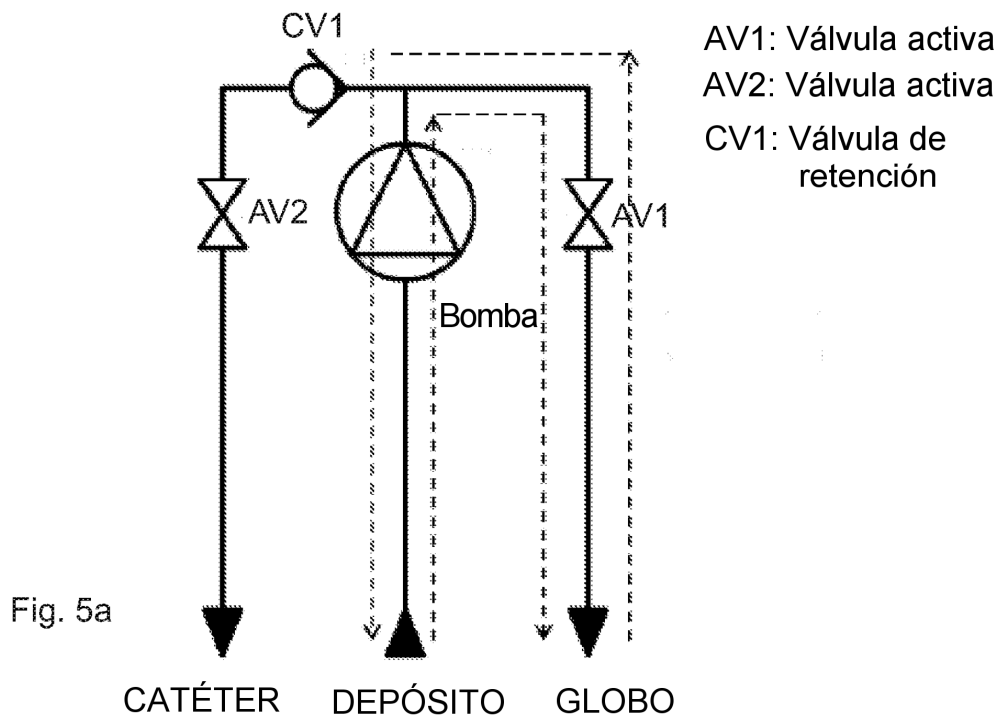 CV1
AV1: Válvula activa
AV2: Válvula activa
CV1: Válvula de
retención
AV2
AV1
Bomba
Fig. 5a
CATÉTER
DEPÓSITO
GLOBO